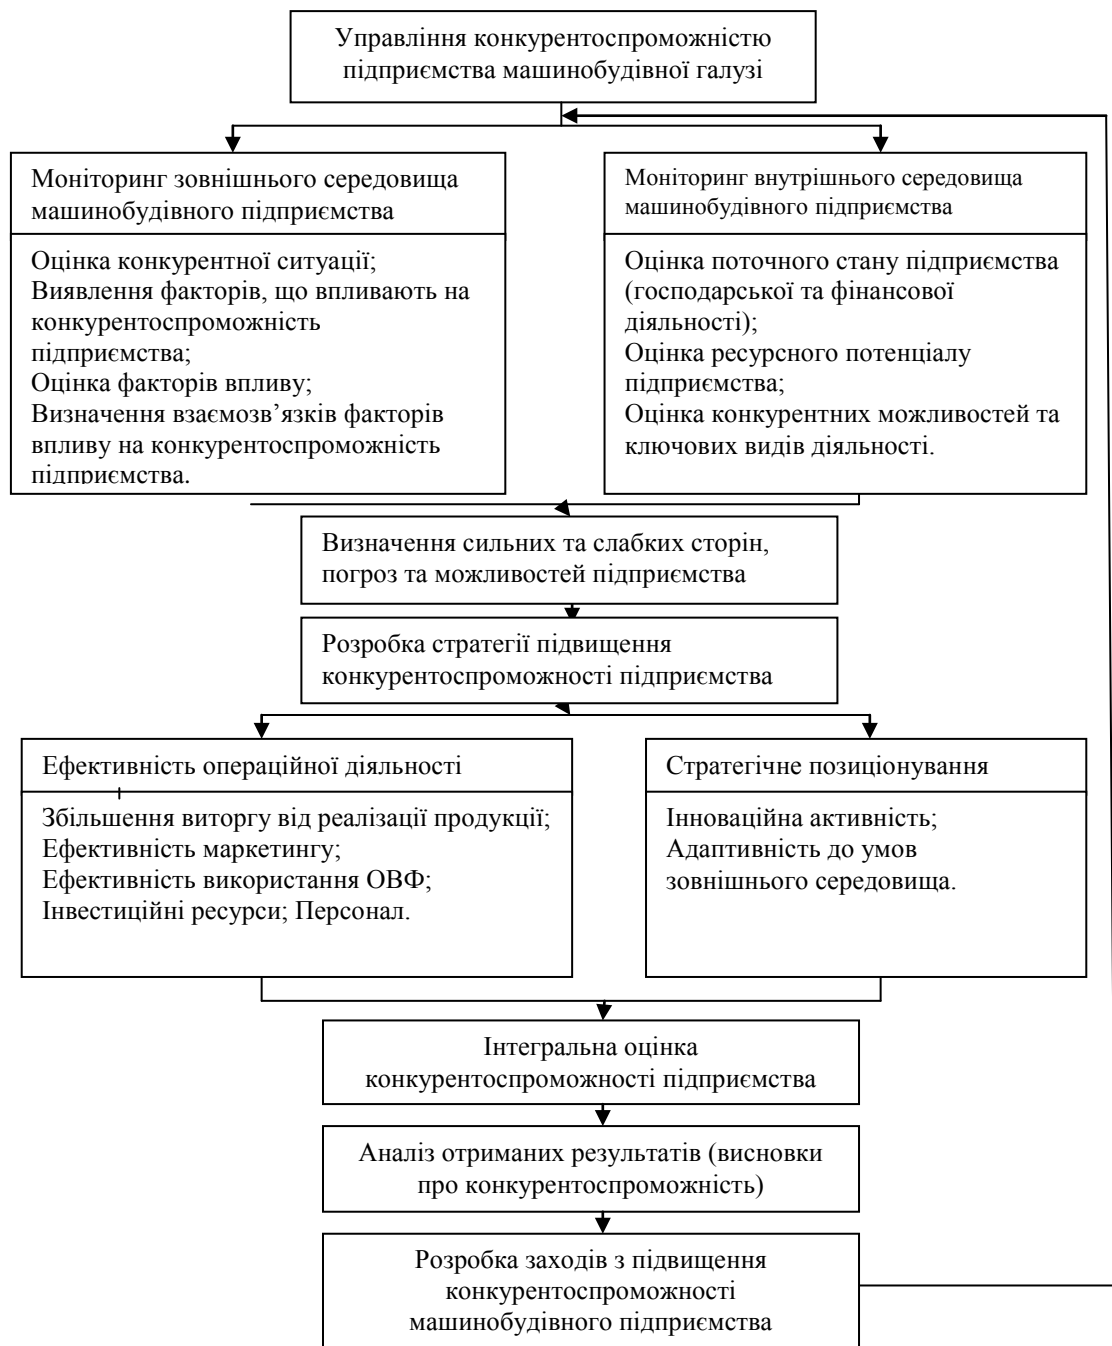 Управління конкурентоспроможністю
підприємства машинобудівної галузі
Моніторинг зовнішнього середовища
машинобудівного підприємства
Оцінка конкурентної ситуації;
Виявлення факторів, що впливають на
конкурентоспроможність
підприємства;
Оцінка факторів впливу;
Визначення взаємозв’язків факторів
впливу на конкурентоспроможність
підприємства.
Моніторинг внутрішнього середовища
машинобудівного підприємства
Оцінка поточного стану підприємства
(господарської та фінансової
діяльності);
Оцінка ресурсного потенціалу
підприємства;
Оцінка конкурентних можливостей та
ключових видів діяльності.
Визначення сильних та слабких сторін,
погроз та можливостей підприємства
Розробка стратегії підвищення
конкурентоспроможності підприємства
Ефективність операційної діяльності
Збільшення виторгу від реалізації продукції;
Ефективність маркетингу;
Ефективність використання ОВФ;
Інвестиційні ресурси; Персонал.
Стратегічне позиціонування
Інноваційна активність;
Адаптивність до умов
зовнішнього середовища.
Інтегральна оцінка
конкурентоспроможності підприємства
Аналіз отриманих результатів (висновки
про конкурентоспроможність)
Розробка заходів з підвищення
конкурентоспроможності
машинобудівного підприємства